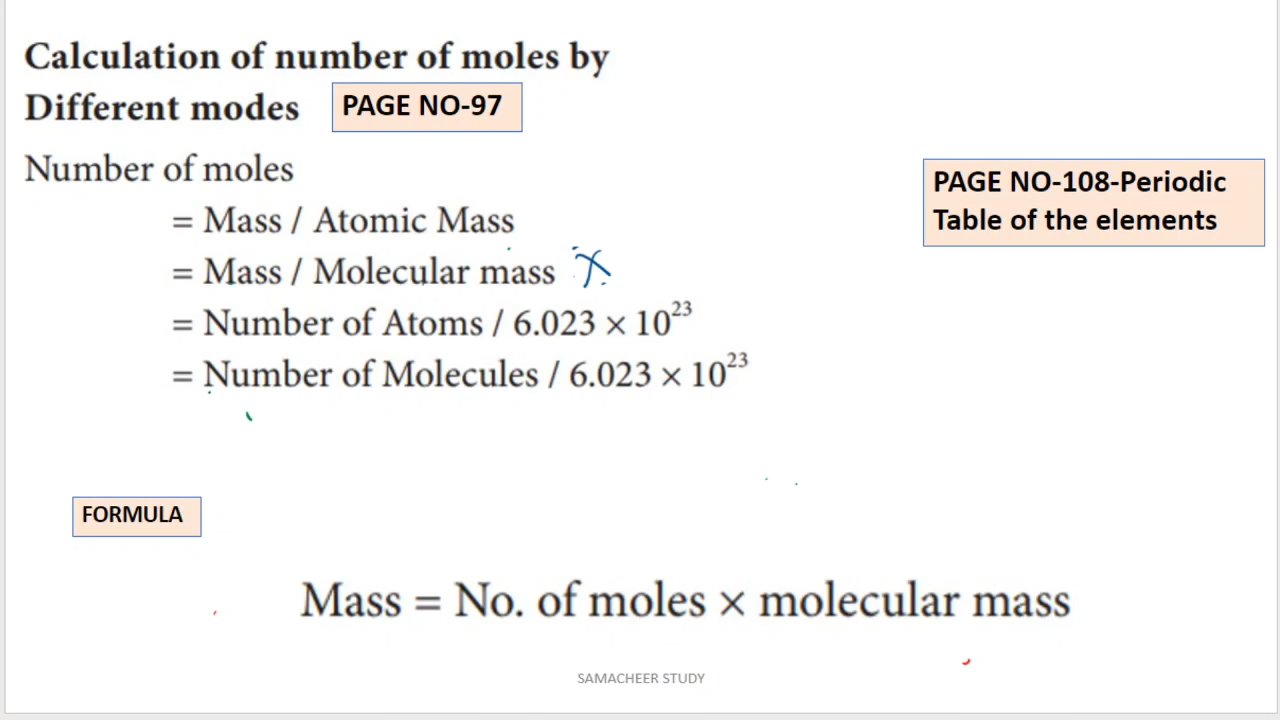 Calculation of number of moles by
Different modes PAGE NO-97
Number of moles
= Mass / Atomic Mass
PAGE NO-108-Periodic
Table of the elements
= Mass / Molecular mass
= Number of Atoms / 6.023 × 10²³
= Number of Molecules / 6.023 × 10²³
FORMULA
Mass = No. of moles × molecular mass
SAMACHEER STUDY